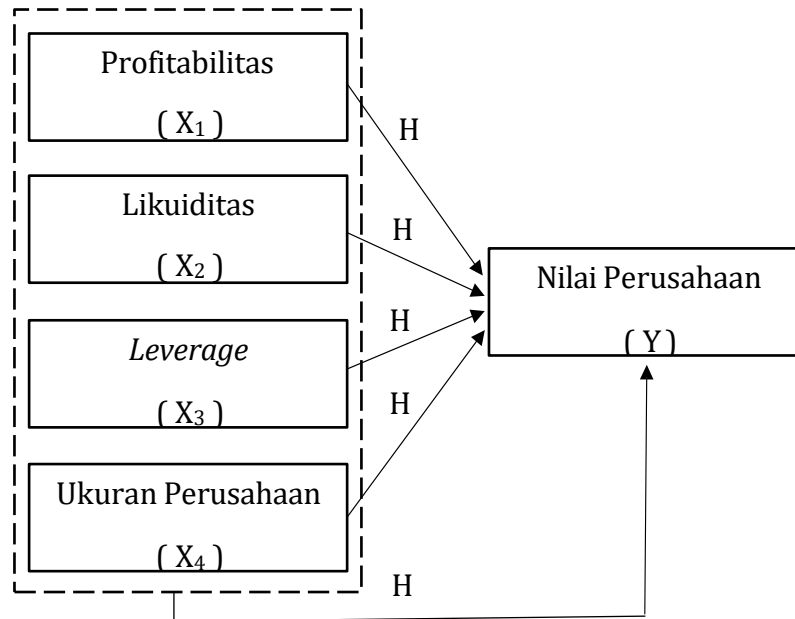 Profitabilitas
( X₁ )
H
Likuiditas
( X₂ )
H
Nilai Perusahaan
( Y )
Leverage
( X₃ )
H
H
Ukuran Perusahaan
( X₄ )
H